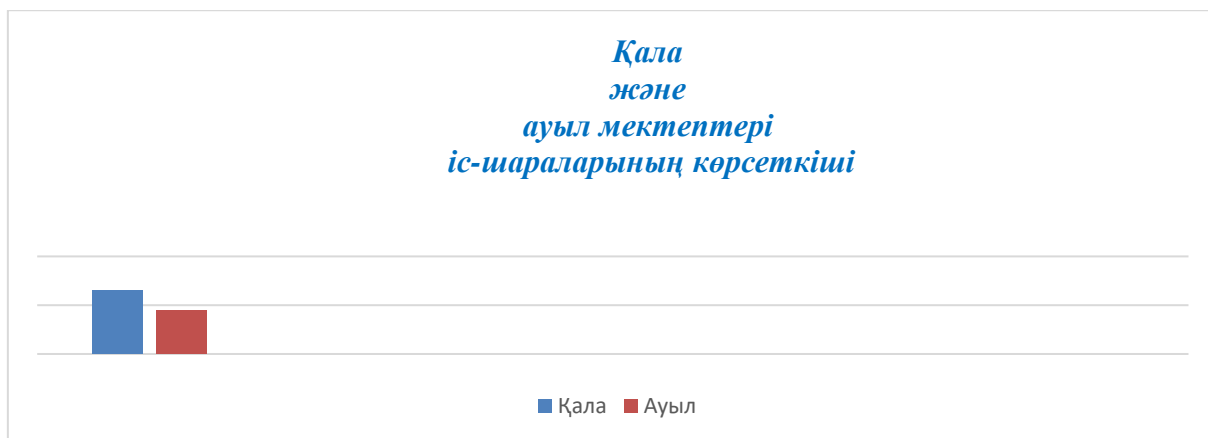 Қала
және
ауыл мектептері
іс-шараларының көрсеткіші
Қала Ауыл